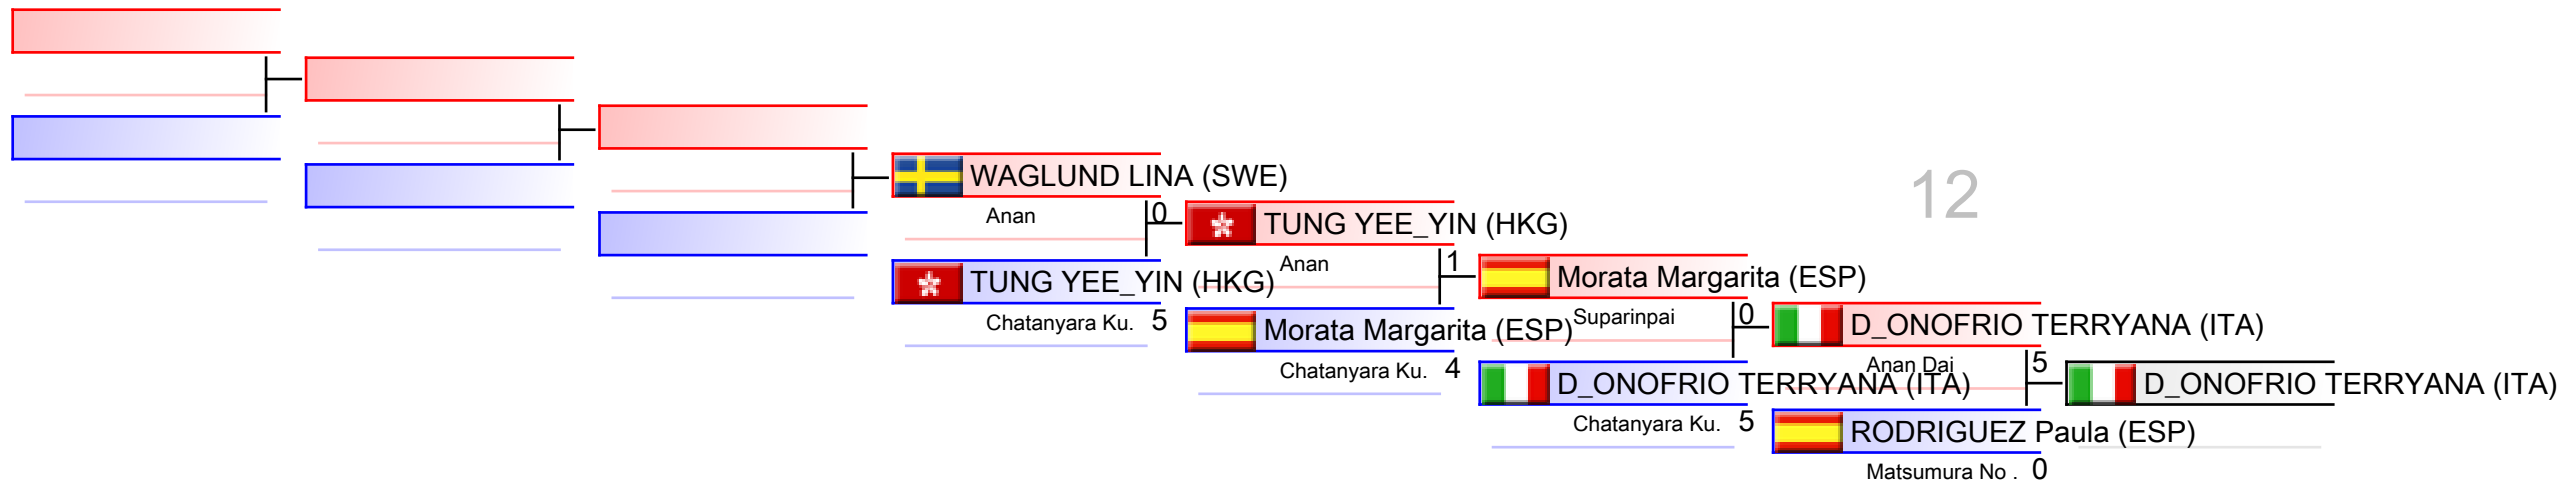 WAGLUND LINA (SWE)
Anan 0
TUNG YEE_YIN (HKG)
Chatanyara Ku. 5
TUNG YEE_YIN (HKG)
Anan 1
Morata Margarita (ESP)
Chatanyara Ku. 4
Morata Margarita (ESP)
Suparinpai 0
D_ONOFRIO TERRYANA (ITA)
Chatanyara Ku. 5
12
D_ONOFRIO TERRYANA (ITA)
Anan Dai 5
RODRIGUEZ Paula (ESP)
Matsumura No . 0
D_ONOFRIO TERRYANA (ITA)